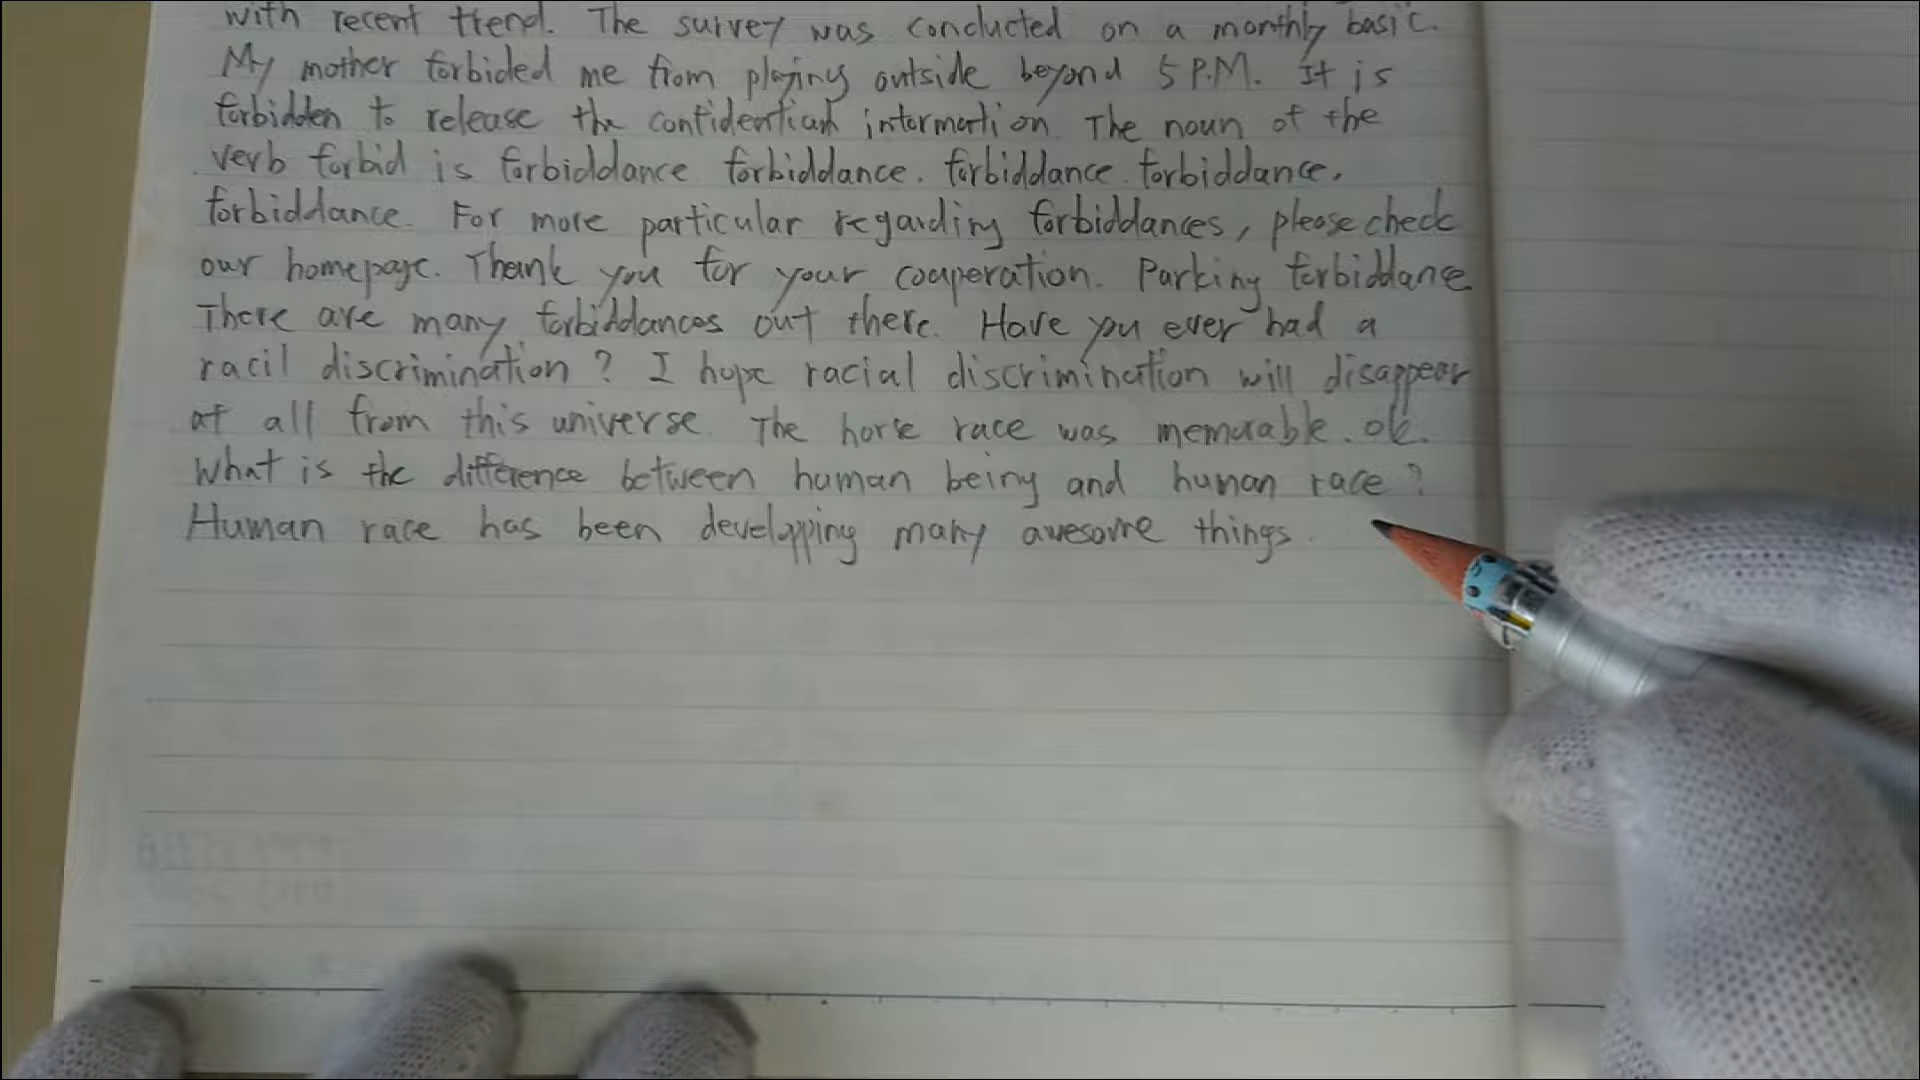 with recent trend. The survey was conducted on a monthly basic.
My mother forbided me from playing outside beyond 5 P.M. It is
forbidden to release the confidential information. The noun of the
verb forbid is forbiddance forbiddance. forbiddance forbiddance.
forbiddance. For more particular regarding forbiddances, please check
our homepage. Thank you for your cooperation. Parking forbiddance
There are many forbiddances out there. Have you ever had a
racil discrimination? I hope racial discrimination will disappear
at all from this universe. The horse race was memorable. ok.
What is the difference between human being and human race?
Human race has been developping many awesome things.